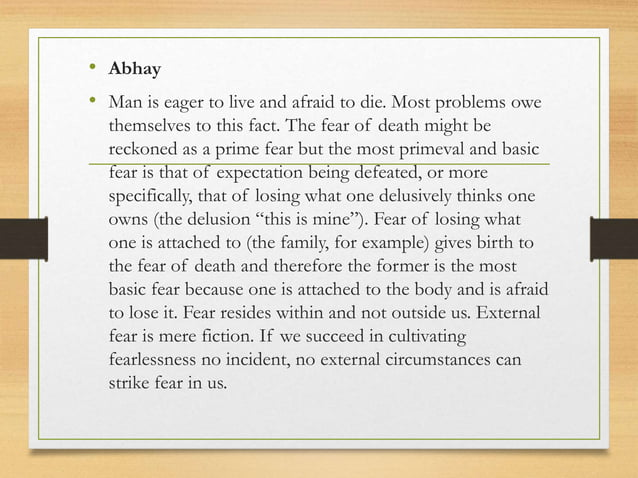 • Abhay
• Man is eager to live and afraid to die. Most problems owe
themselves to this fact. The fear of death might be
reckoned as a prime fear but the most primeval and basic
fear is that of expectation being defeated, or more
specifically, that of losing what one delusively thinks one
owns (the delusion “this is mine”). Fear of losing what
one is attached to (the family, for example) gives birth to
the fear of death and therefore the former is the most
basic fear because one is attached to the body and is afraid
to lose it. Fear resides within and not outside us. External
fear is mere fiction. If we succeed in cultivating
fearlessness no incident, no external circumstances can
strike fear in us.